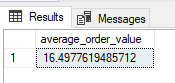 Results Messages
average_order_value
1 16.4977619485712